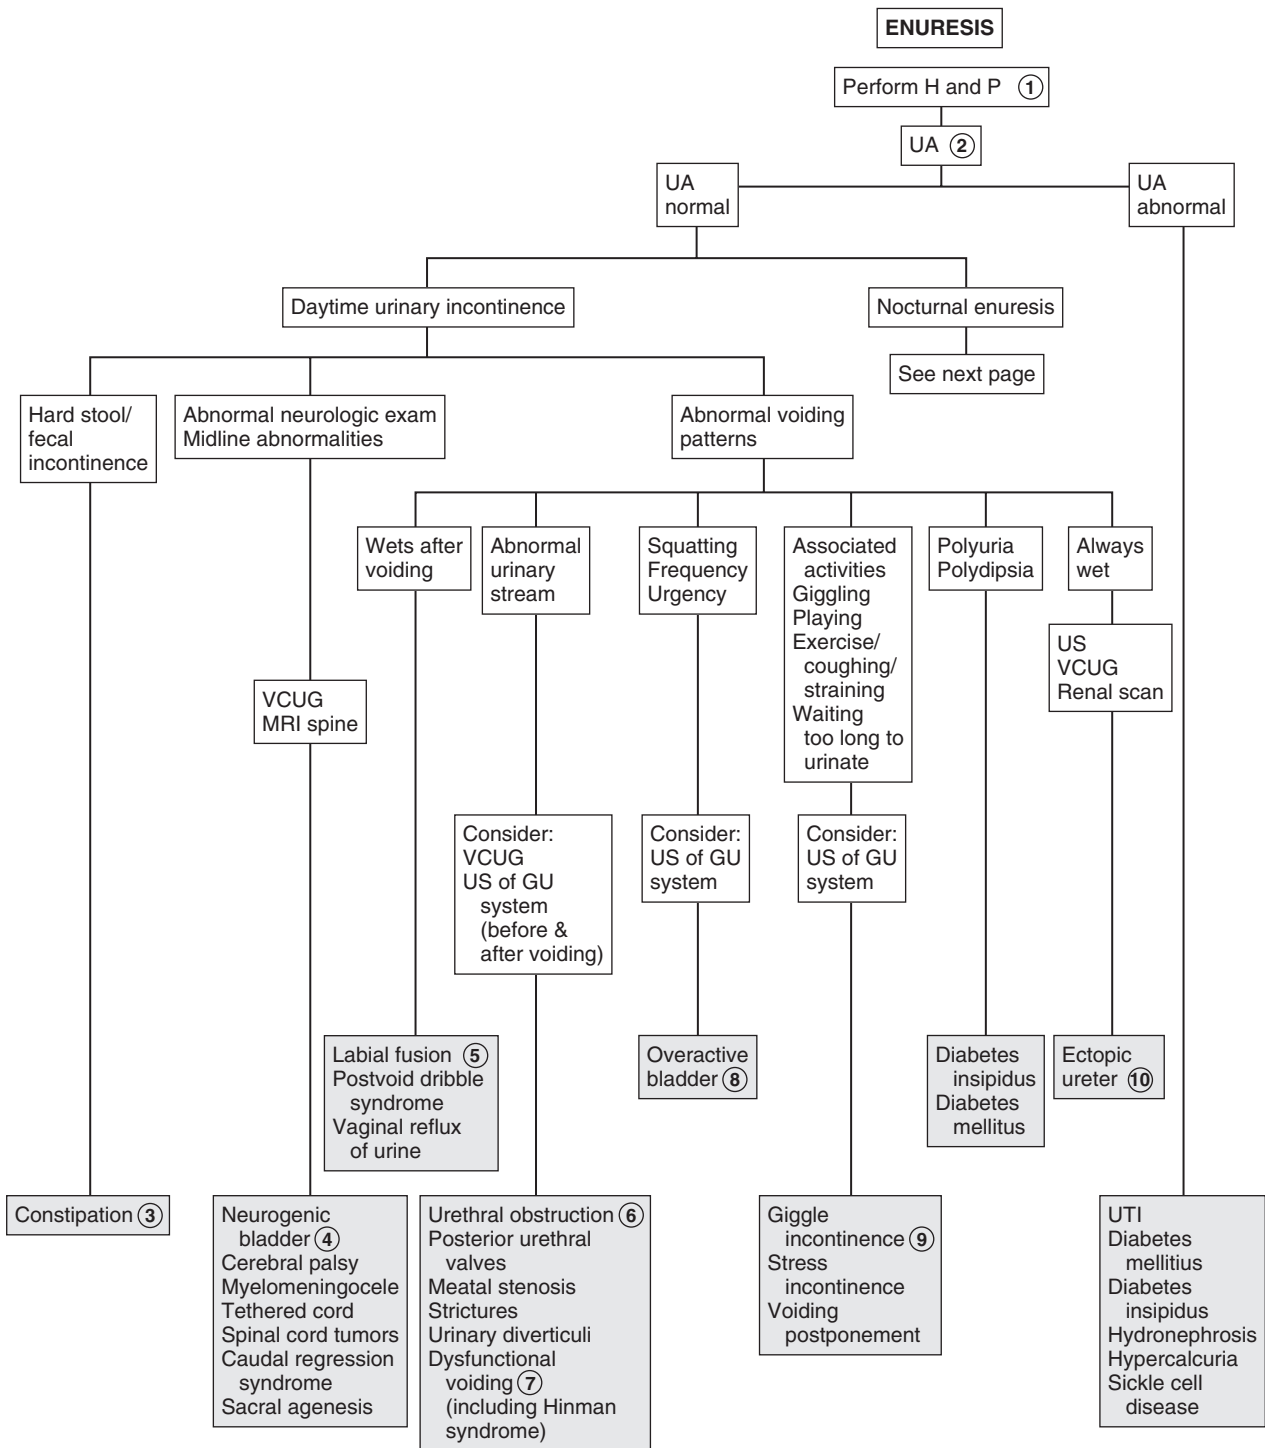 ENURESIS
Perform H and P 1
UA 2
UA
normal
UA
abnormal
Daytime urinary incontinence
Nocturnal enuresis
See next page
Hard stool/
fecal
incontinence
Abnormal neurologic exam
Midline abnormalities
Abnormal voiding
patterns
Wets after
voiding
Abnormal
urinary
stream
Squatting
Frequency
Urgency
Associated
activities
Giggling
Playing
Exercise/
coughing/
straining
Waiting
too long to
urinate
Polyuria
Polydipsia
Always
wet
US
VCUG
Renal scan
VCUG
MRI spine
Consider:
VCUG
US of GU
system
(before &
after voiding)
Consider:
US of GU
system
Consider:
US of GU
system
Labial fusion 5
Postvoid dribble
syndrome
Vaginal reflux
of urine
Overactive
bladder 8
Diabetes
insipidus
Diabetes
mellitus
Ectopic
ureter 10
Constipation 3
Neurogenic
bladder 4
Cerebral palsy
Myelomeningocele
Tethered cord
Spinal cord tumors
Caudal regression
syndrome
Sacral agenesis
Urethral obstruction 6
Posterior urethral
valves
Meatal stenosis
Strictures
Urinary diverticuli
Dysfunctional
voiding 7
(including Hinman
syndrome)
Giggle
incontinence 9
Stress
incontinence
Voiding
postponement
UTI
Diabetes
mellitius
Diabetes
insipidus
Hydronephrosis
Hypercalcuria
Sickle cell
disease